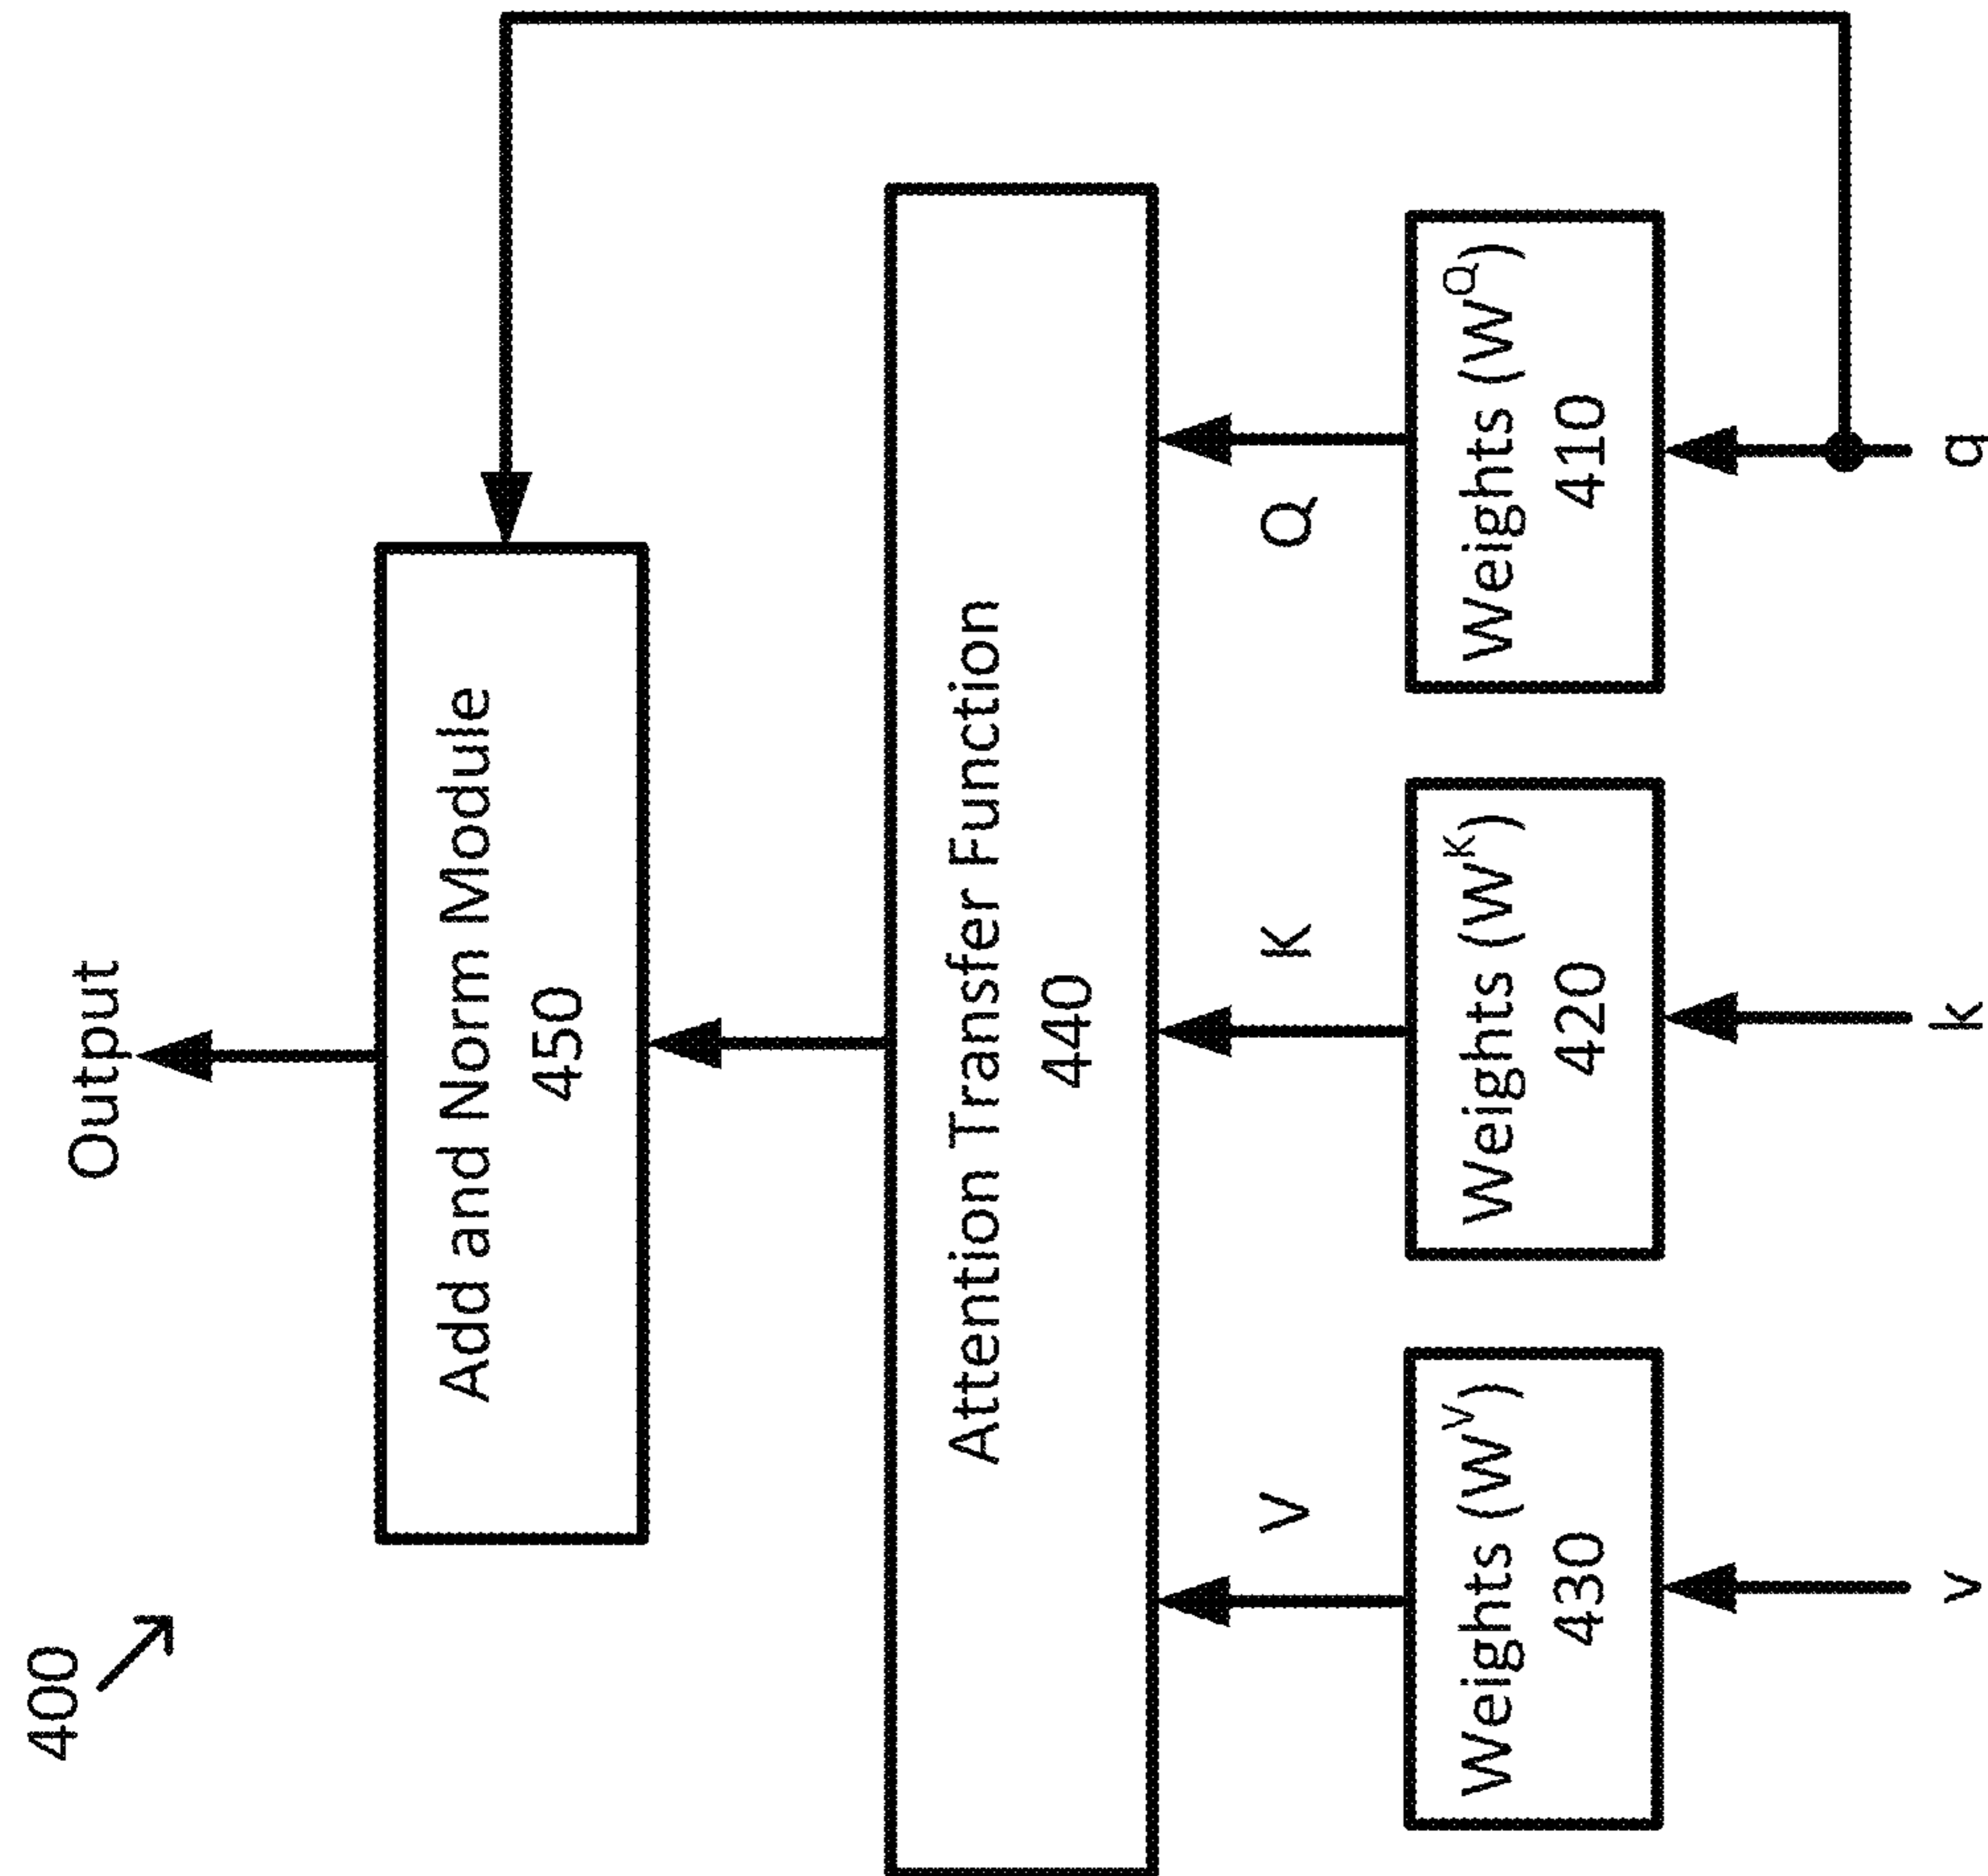 400
Output
Add and Norm Module
450
Attention Transfer Function
440
V
K
Q
Weights (W^V)
430
Weights (W^K)
420
Weights (W^Q)
410
v
k
q